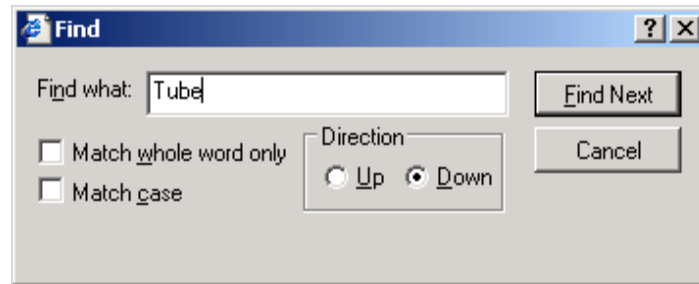 Find
Find what: Tube Find Next
Match whole word only Direction Cancel
Up Down
Match case